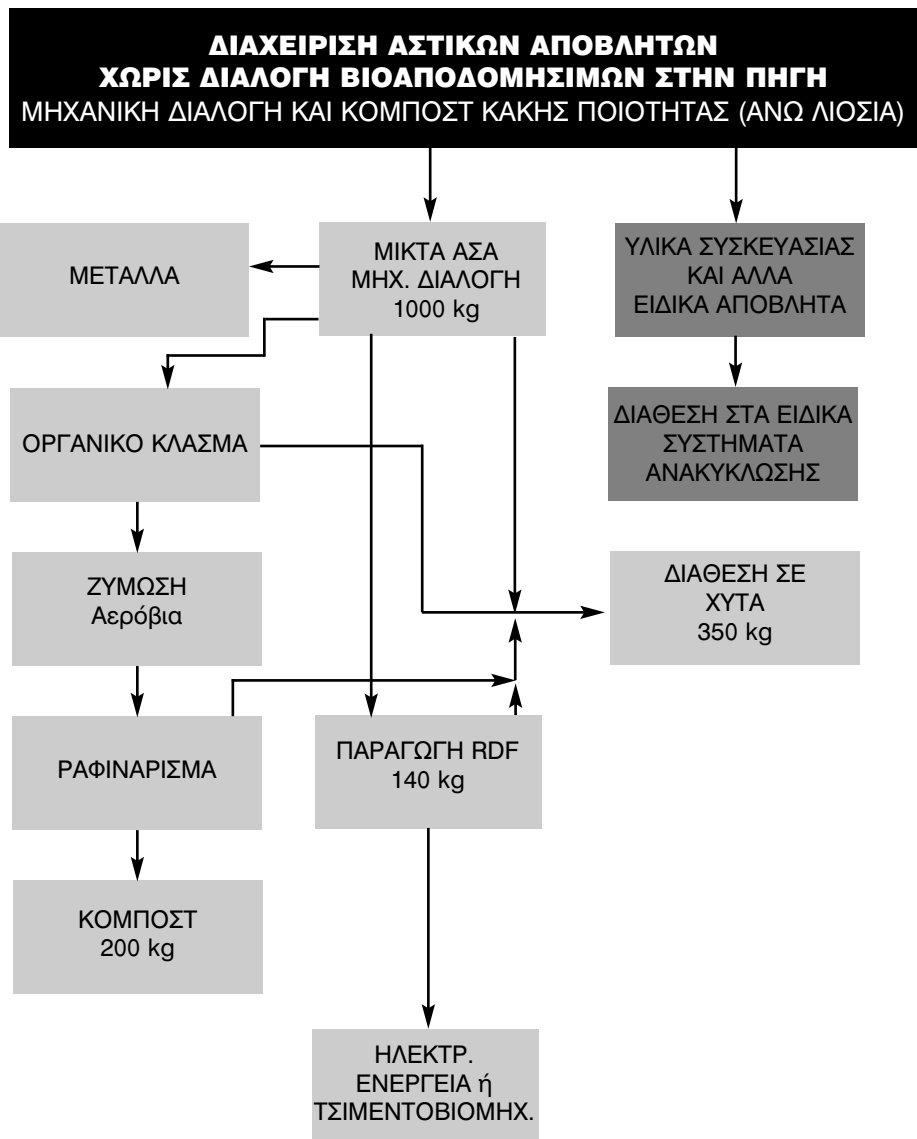 ΔΙΑΧΕΙΡΙΣΗ ΑΣΤΙΚΩΝ ΑΠΟΒΛΗΤΩΝ
ΧΩΡΙΣ ΔΙΑΛΟΓΗ ΒΙΟΑΠΟΔΟΜΗΣΙΜΩΝ ΣΤΗΝ ΠΗΓΗ
ΜΗΧΑΝΙΚΗ ΔΙΑΛΟΓΗ ΚΑΙ ΚΟΜΠΟΣΤ ΚΑΚΗΣ ΠΟΙΟΤΗΤΑΣ (ΑΝΩ ΛΙΟΣΙΑ)
ΜΕΤΑΛΛΑ
ΜΙΚΤΑ ΑΣΑ
ΜΗΧ. ΔΙΑΛΟΓΗ
1000 kg
ΥΛΙΚΑ ΣΥΣΚΕΥΑΣΙΑΣ
ΚΑΙ ΑΛΛΑ
ΕΙΔΙΚΑ ΑΠΟΒΛΗΤΑ
ΟΡΓΑΝΙΚΟ ΚΛΑΣΜΑ
ΔΙΑΘΕΣΗ ΣΤΑ ΕΙΔΙΚΑ
ΣΥΣΤΗΜΑΤΑ
ΑΝΑΚΥΚΛΩΣΗΣ
ΖΥΜΩΣΗ
Αερόβια
ΔΙΑΘΕΣΗ ΣΕ
ΧΥΤΑ
350 kg
ΡΑΦΙΝΑΡΙΣΜΑ
ΠΑΡΑΓΩΓΗ RDF
140 kg
ΚΟΜΠΟΣΤ
200 kg
ΗΛΕΚΤΡ.
ΕΝΕΡΓΕΙΑ ή
ΤΣΙΜΕΝΤΟΒΙΟΜΗΧ.